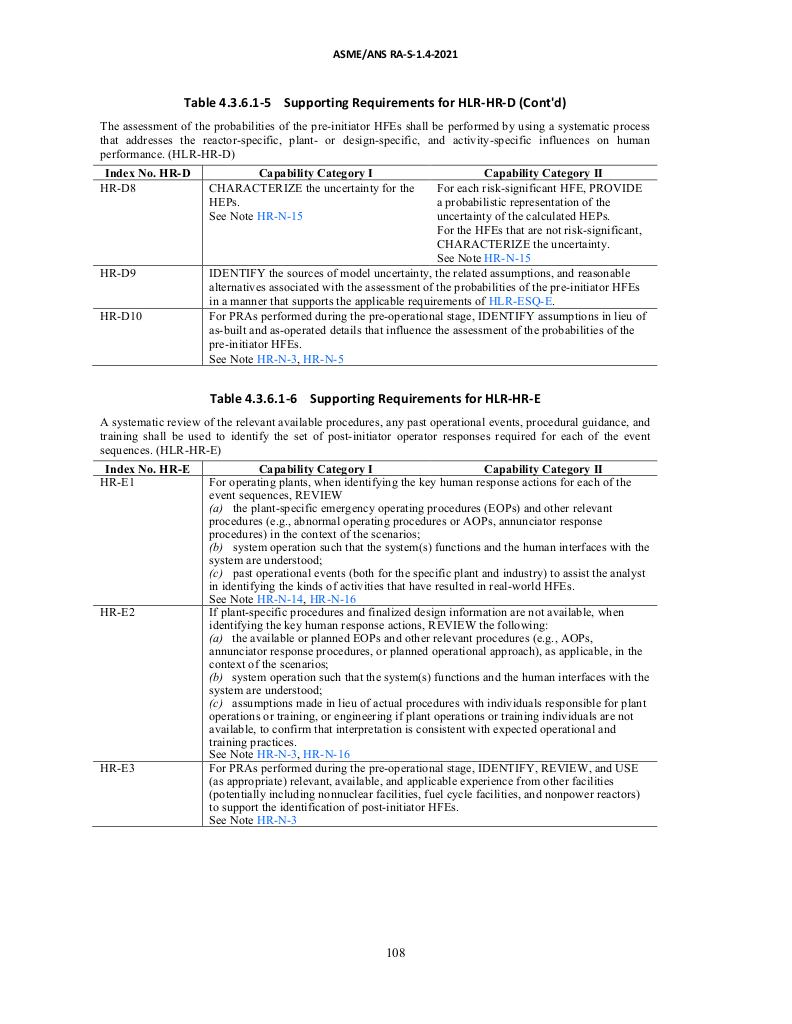 ASME/ANS RA-S-1.4-2021
Table 4.3.6.1-5 Supporting Requirements for HLR-HR-D (Cont'd)
The assessment of the probabilities of the pre-initiator HFEs shall be performed by using a systematic process
that addresses the reactor-specific, plant- or design-specific, and activity-specific influences on human
performance. (HLR-HR-D)
Index No. HR-D Capability Category I Capability Category II
HR-D8
CHARACTERIZE the uncertainty for the
HEPs.
See Note HR-N-15
For each risk-significant HFE, PROVIDE
a probabilistic representation of the
uncertainty of the calculated HEPs.
For the HFEs that are not risk-significant,
CHARACTERIZE the uncertainty.
See Note HR-N-15
HR-D9 IDENTIFY the sources of model uncertainty, the related assumptions, and reasonable
alternatives associated with the assessment of the probabilities of the pre-initiator HFEs
in a manner that supports the applicable requirements of HLR-ESQ-E.
HR-D10 For PRAs performed during the pre-operational stage, IDENTIFY assumptions in lieu of
as-built and as-operated details that influence the assessment of the probabilities of the
pre-initiator HFEs.
See Note HR-N-3, HR-N-5
Table 4.3.6.1-6 Supporting Requirements for HLR-HR-E
A systematic review of the relevant available procedures, any past operational events, procedural guidance, and
training shall be used to identify the set of post-initiator operator responses required for each of the event
sequences. (HLR-HR-E)
Index No. HR-E Capability Category I Capability Category II
HR-E1 For operating plants, when identifying the key human response actions for each of the
event sequences, REVIEW
(a) the plant-specific emergency operating procedures (EOPs) and other relevant
procedures (e.g., abnormal operating procedures or AOPs, annunciator response
procedures) in the context of the scenarios;
(b) system operation such that the system(s) functions and the human interfaces with the
system are understood;
(c) past operational events (both for the specific plant and industry) to assist the analyst
in identifying the kinds of activities that have resulted in real-world HFEs.
See Note HR-N-14, HR-N-16
HR-E2 If plant-specific procedures and finalized design information are not available, when
identifying the key human response actions, REVIEW the following:
(a) the available or planned EOPs and other relevant procedures (e.g., AOPs,
annunciator response procedures, or planned operational approach), as applicable, in the
context of the scenarios;
(b) system operation such that the system(s) functions and the human interfaces with the
system are understood;
(c) assumptions made in lieu of actual procedures with individuals responsible for plant
operations or training, or engineering if plant operations or training individuals are not
available, to confirm that interpretation is consistent with expected operational and
training practices.
See Note HR-N-3, HR-N-16
HR-E3 For PRAs performed during the pre-operational stage, IDENTIFY, REVIEW, and USE
(as appropriate) relevant, available, and applicable experience from other facilities
(potentially including nonnuclear facilities, fuel cycle facilities, and nonpower reactors)
to support the identification of post-initiator HFEs.
See Note HR-N-3
108